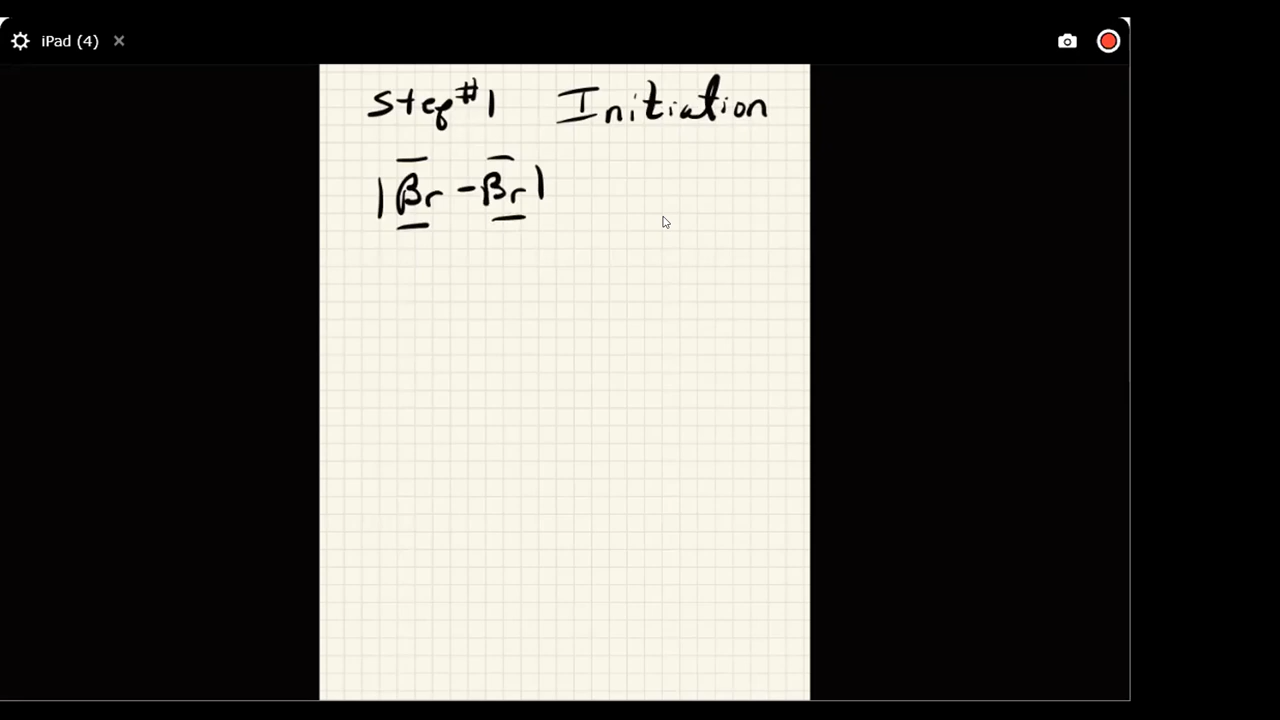 iPad (4)
Step #1 Initiation
|Br-Br|